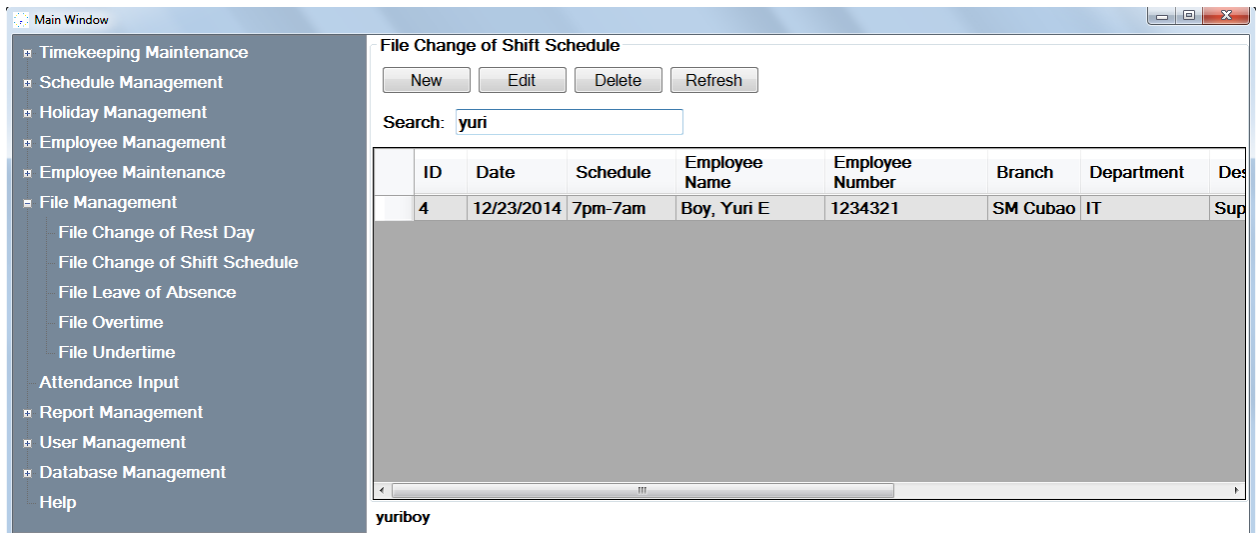 Main Window
Timekeeping Maintenance
Schedule Management
Holiday Management
Employee Management
Employee Maintenance
File Management
File Change of Rest Day
File Change of Shift Schedule
File Leave of Absence
File Overtime
File Undertime
Attendance Input
Report Management
User Management
Database Management
Help
File Change of Shift Schedule
New Edit Delete Refresh
Search: yuri
ID Date Schedule Employee Name Employee Number Branch Department Des
4 12/23/2014 7pm-7am Boy, Yuri E 1234321 SM Cubao IT Sup
yuriboy